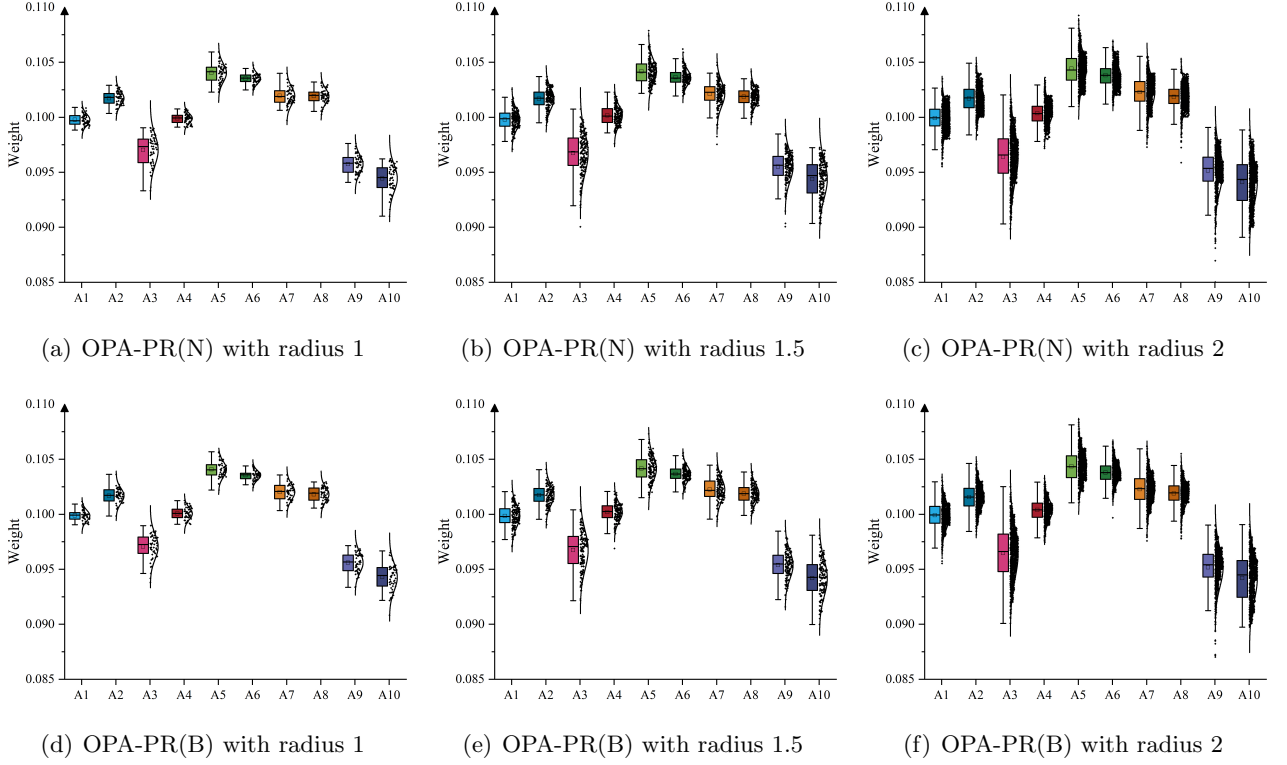 0.110
0.105
0.100
0.095
0.090
0.085
Weight
A1 A2 A3 A4 A5 A6 A7 A8 A9 A10
(a) OPA-PR(N) with radius 1
0.110
0.105
0.100
0.095
0.090
0.085
Weight
A1 A2 A3 A4 A5 A6 A7 A8 A9 A10
(b) OPA-PR(N) with radius 1.5
0.110
0.105
0.100
0.095
0.090
0.085
Weight
A1 A2 A3 A4 A5 A6 A7 A8 A9 A10
(c) OPA-PR(N) with radius 2
0.110
0.105
0.100
0.095
0.090
0.085
Weight
A1 A2 A3 A4 A5 A6 A7 A8 A9 A10
(d) OPA-PR(B) with radius 1
0.110
0.105
0.100
0.095
0.090
0.085
Weight
A1 A2 A3 A4 A5 A6 A7 A8 A9 A10
(e) OPA-PR(B) with radius 1.5
0.110
0.105
0.100
0.095
0.090
0.085
Weight
A1 A2 A3 A4 A5 A6 A7 A8 A9 A10
(f) OPA-PR(B) with radius 2